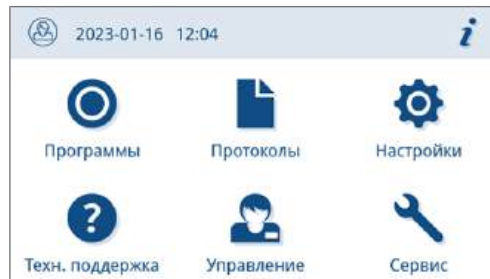 2023-01-16 12:04 i
Программы Протоколы Настройки
?
Техн. поддержка Управление Сервис